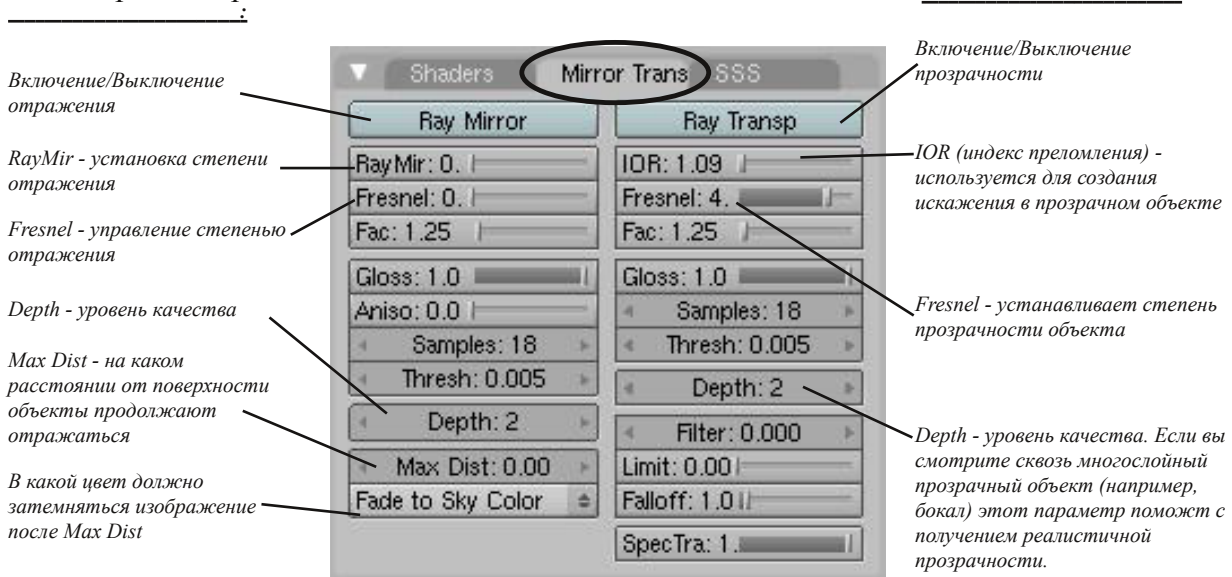 Включение/Выключение
отражения
RayMir - установка степени
отражения
Fresnel - управление степенью
отражения
Depth - уровень качества
Max Dist - на каком
расстоянии от поверхности
объекты продолжают
отражаться
В какой цвет должно
затемняться изображение
после Max Dist
Shaders
Mirror Trans
SSS
Ray Mirror
RayMir: 0.
Fresnel: 0.
Fac: 1.25
Gloss: 1.0
Aniso: 0.0
Samples: 18
Thresh: 0.005
Depth: 2
Max Dist: 0.00
Fade to Sky Color
Ray Transp
IOR: 1.09
Fresnel: 4.
Fac: 1.25
Gloss: 1.0
Samples: 18
Thresh: 0.005
Depth: 2
Filter: 0.000
Limit: 0.00
Falloff: 1.0
SpecTra: 1.
Включение/Выключение
прозрачности
IOR (индекс преломления) -
используется для создания
искажения в прозрачном объекте
Fresnel - устанавливает степень
прозрачности объекта
Depth - уровень качества. Если вы
смотрите сквозь многослойный
прозрачный объект (например,
бокал) этот параметр поможт с
получением реалистичной
прозрачности.